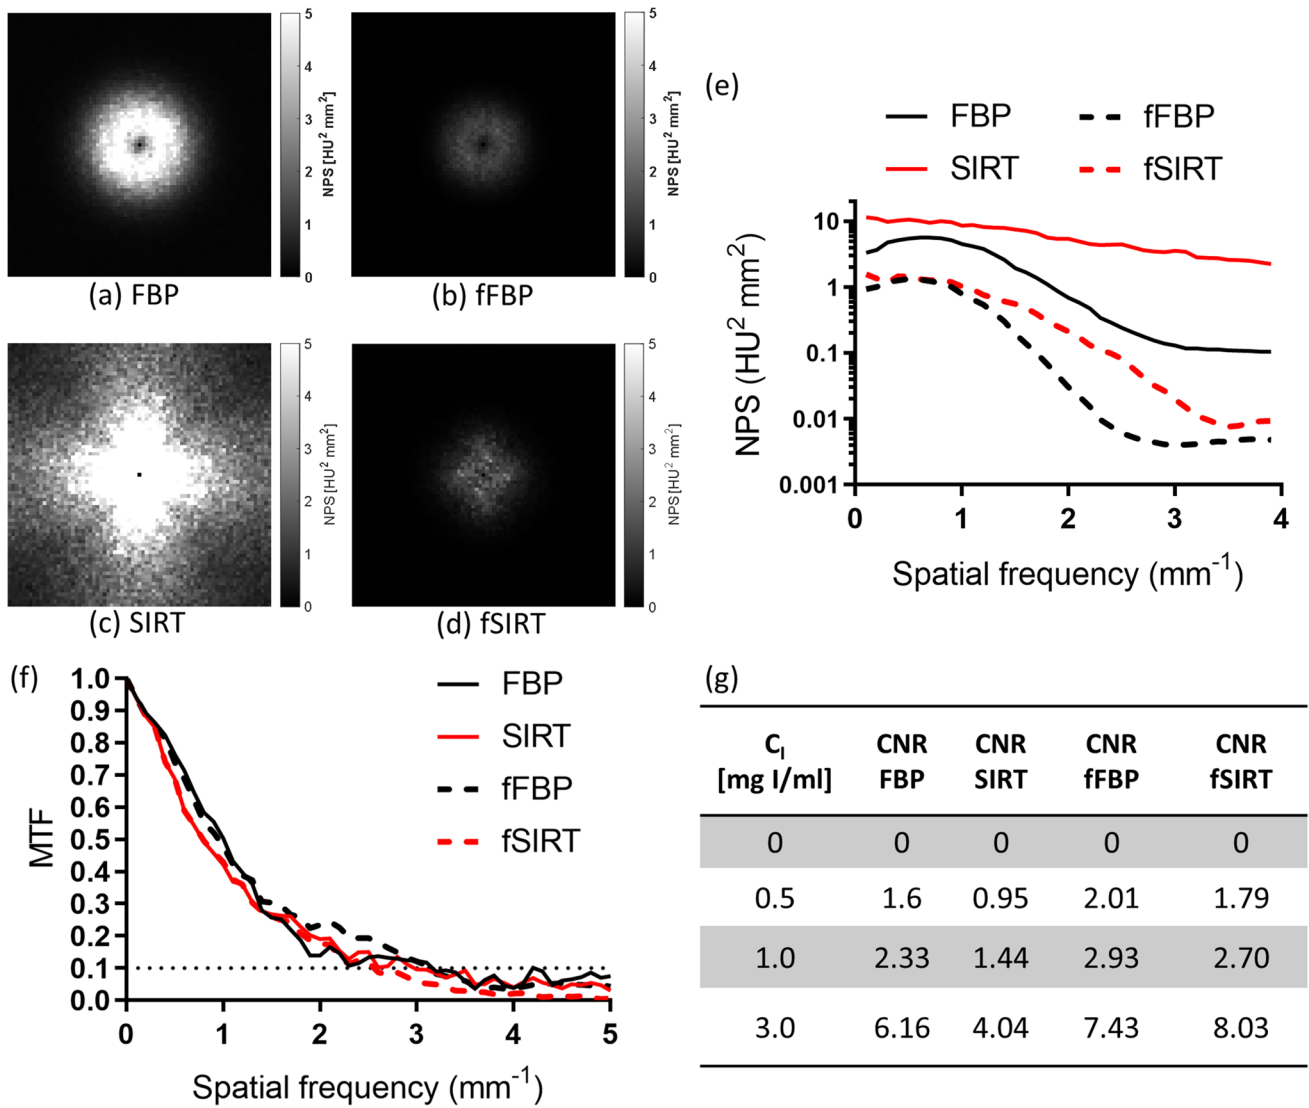 5
4
3
2
1
0
NPS [HU² mm²]
(a) FBP
5
4
3
2
1
0
NPS [HU² mm²]
(b) fFBP
5
4
3
2
1
0
NPS [HU² mm²]
(c) SIRT
5
4
3
2
1
0
NPS [HU² mm²]
(d) fSIRT
(e)
FBP fFBP
SIRT fSIRT
NPS (HU² mm²)
10
1
0.1
0.01
0.001
0 1 2 3 4
Spatial frequency (mm⁻¹)
(f)
FBP
SIRT
fFBP
fSIRT
MTF
1.0
0.9
0.8
0.7
0.6
0.5
0.4
0.3
0.2
0.1
0.0
0 1 2 3 4 5
Spatial frequency (mm⁻¹)
(g)
C_I CNR CNR CNR CNR
[mg I/ml] FBP SIRT fFBP fSIRT
0 0 0 0 0
0.5 1.6 0.95 2.01 1.79
1.0 2.33 1.44 2.93 2.70
3.0 6.16 4.04 7.43 8.03